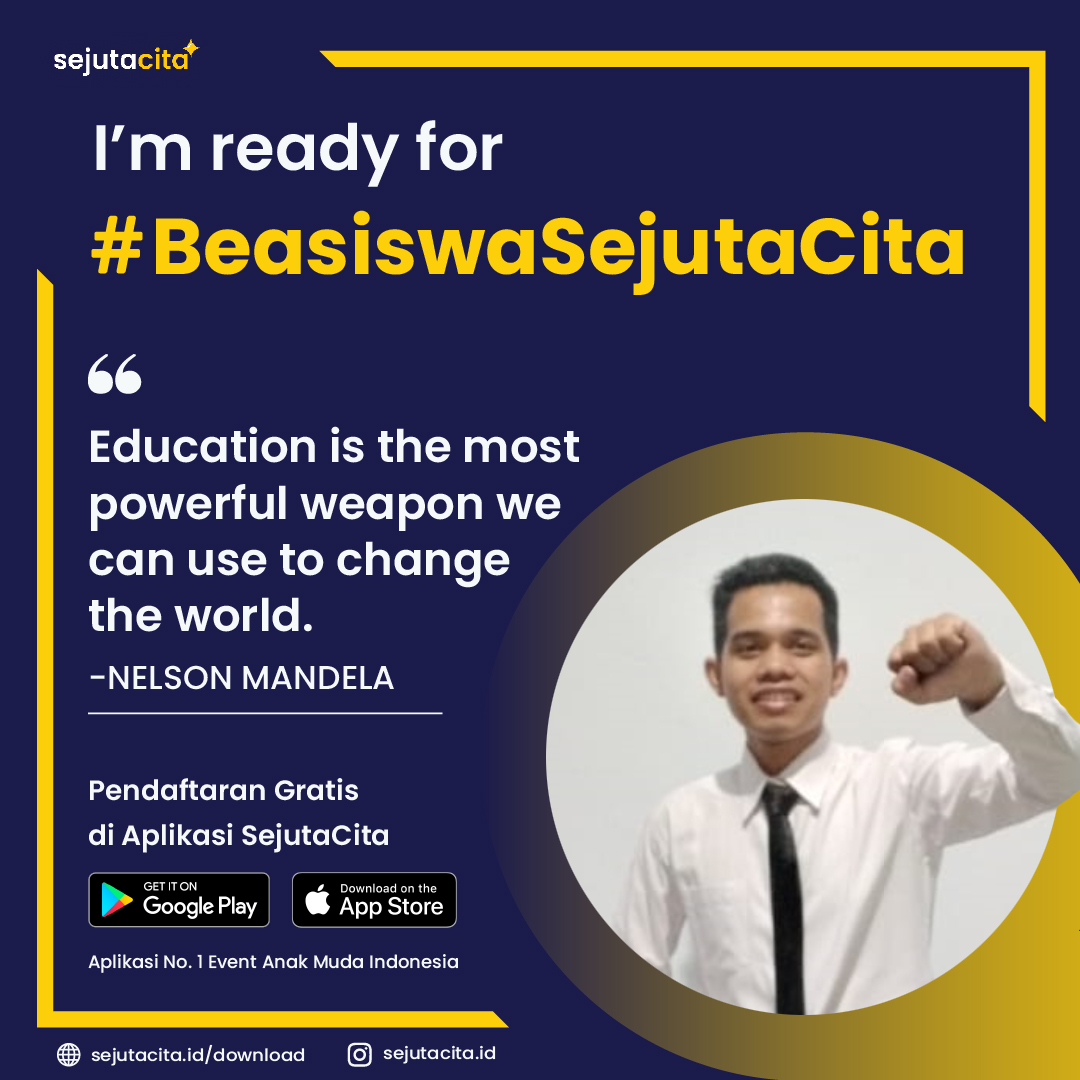 sejutacita
I’m ready for
#BeasiswaSejutaCita
“
Education is the most
powerful weapon we
can use to change
the world.
-NELSON MANDELA
Pendaftaran Gratis
di Aplikasi SejutaCita
GET IT ON
Google Play
Download on the
App Store
Aplikasi No. 1 Event Anak Muda Indonesia
sejutacita.id/download
sejutacita.id